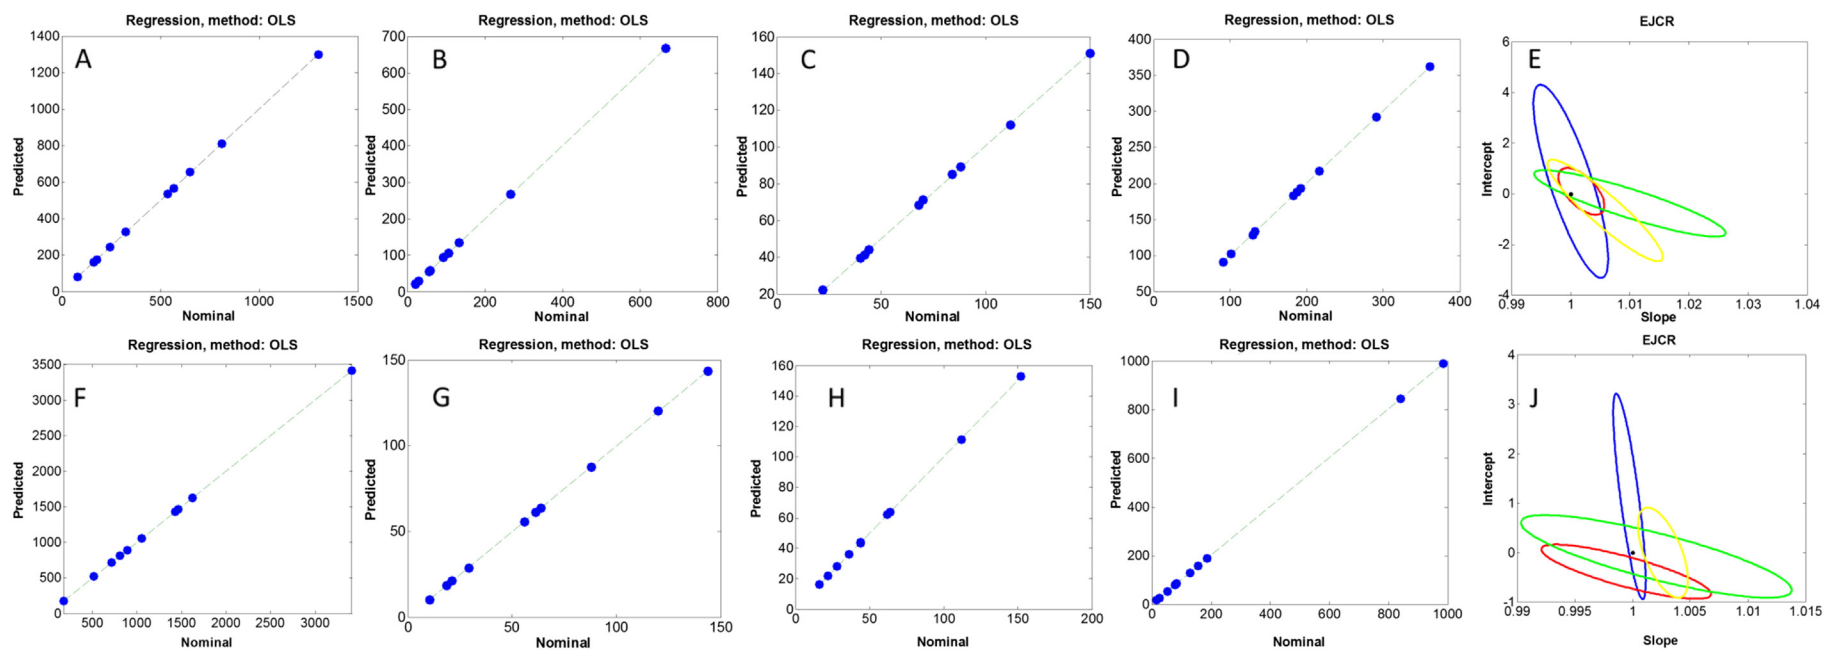 Regression, method: OLS
A
1400
1200
1000
800
600
400
200
0
0 500 1000 1500
Predicted
Nominal
Regression, method: OLS
B
700
600
500
400
300
200
100
0
0 200 400 600 800
Predicted
Nominal
Regression, method: OLS
C
160
140
120
100
80
60
40
20
0 50 100 150
Predicted
Nominal
Regression, method: OLS
D
400
350
300
250
200
150
100
50
0 100 200 300 400
Predicted
Nominal
EJCR
E
6
4
2
0
-2
-4
0.99 1 1.01 1.02 1.03 1.04
Intercept
Slope
Regression, method: OLS
F
3500
3000
2500
2000
1500
1000
500
0
500 1000 1500 2000 2500 3000
Predicted
Nominal
Regression, method: OLS
G
150
100
50
0
0 50 100 150
Predicted
Nominal
Regression, method: OLS
H
160
140
120
100
80
60
40
20
0
0 50 100 150 200
Predicted
Nominal
Regression, method: OLS
I
1000
800
600
400
200
0
0 200 400 600 800 1000
Predicted
Nominal
EJCR
J
4
3
2
1
0
-1
0.99 0.995 1 1.005 1.01 1.015
Intercept
Slope